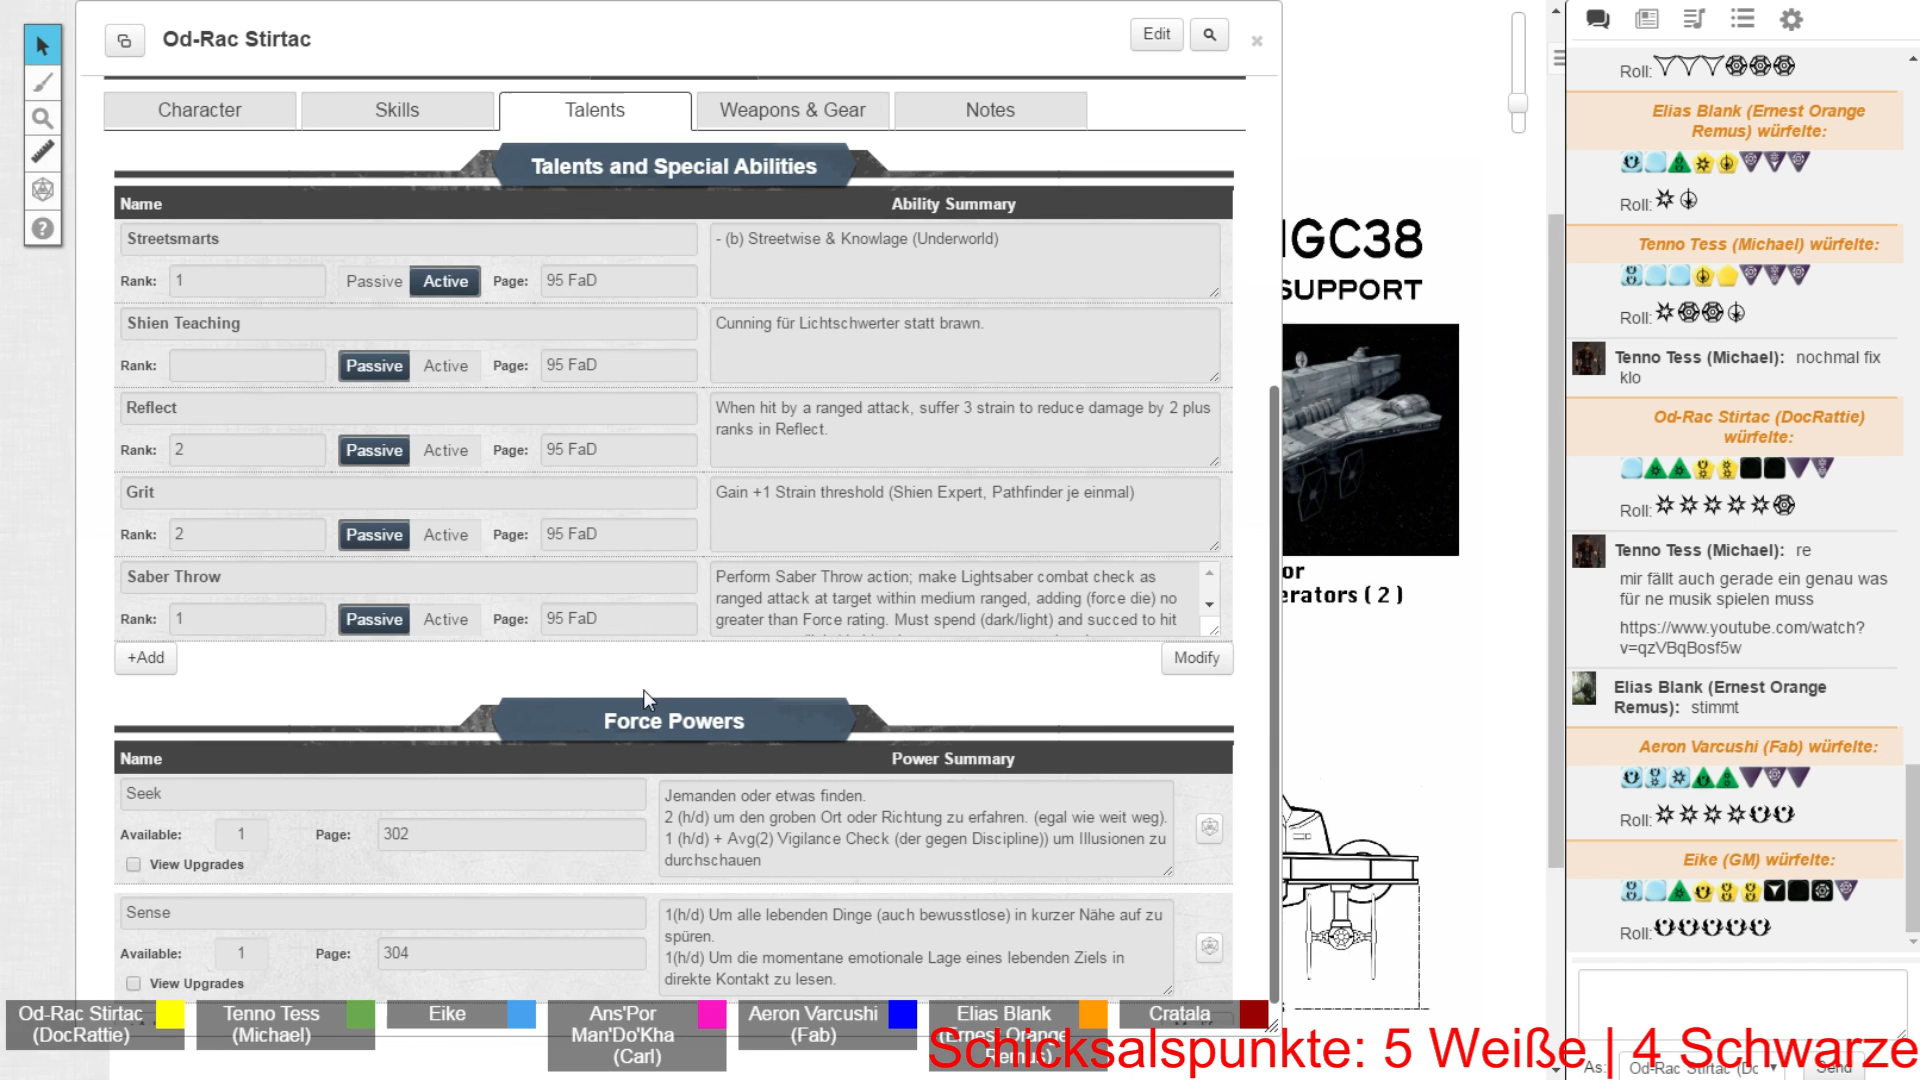 Od-Rac Stirtac
Edit
Character
Skills
Talents
Weapons & Gear
Notes
Talents and Special Abilities
Name
Ability Summary
Streetsmarts
- (b) Streetwise & Knowlage (Underworld)
Rank: 1 Passive Active Page: 95 FaD
Shien Teaching
Cunning für Lichtschwerter statt brawn.
Rank: Passive Active Page: 95 FaD
Reflect
When hit by a ranged attack, suffer 3 strain to reduce damage by 2 plus
ranks in Reflect.
Rank: 2 Passive Active Page: 95 FaD
Grit
Gain +1 Strain threshold (Shien Expert, Pathfinder je einmal)
Rank: 2 Passive Active Page: 95 FaD
Saber Throw
Perform Saber Throw action; make Lightsaber combat check as
ranged attack at target within medium ranged, adding (force die) no
greater than Force rating. Must spend (dark/light) and succed to hit
Rank: 1 Passive Active Page: 95 FaD
+Add
Modify
Force Powers
Name
Power Summary
Seek
Jemanden oder etwas finden.
2 (h/d) um den groben Ort oder Richtung zu erfahren. (egal wie weit weg).
1 (h/d) + Avg(2) Vigilance Check (der gegen Discipline)) um Illusionen zu
durchschauen
Available: 1 Page: 302
View Upgrades
Sense
1(h/d) Um alle lebenden Dinge (auch bewusstlose) in kurzer Nähe auf zu
spüren.
1(h/d) Um die momentane emotionale Lage eines lebenden Ziels in
direkte Kontakt zu lesen.
Available: 1 Page: 304
View Upgrades
GC38
SUPPORT
or
erators ( 2 )
Roll:
Elias Blank (Ernest Orange
Remus) würfelte:
Roll:
Tenno Tess (Michael) würfelte:
Roll:
Tenno Tess (Michael): nochmal fix
klo
Od-Rac Stirtac (DocRattie)
würfelte:
Roll:
Tenno Tess (Michael): re
mir fällt auch gerade ein genau was
für ne musik spielen muss
https://www.youtube.com/watch?
v=qzVBqBosf5w
Elias Blank (Ernest Orange
Remus): stimmt
Aeron Varcushi (Fab) würfelte:
Roll:
Eike (GM) würfelte:
Roll:
As: Od-Rac Stirtac (Dc
Send
Od-Rac Stirtac
(DocRattie)
Tenno Tess
(Michael)
Eike
Ans'Por
Man'Do'Kha
(Carl)
Aeron Varcushi
(Fab)
Elias Blank
(Ernest Orange
Remus)
Cratala
Schicksalspunkte: 5 Weiße | 4 Schwarze